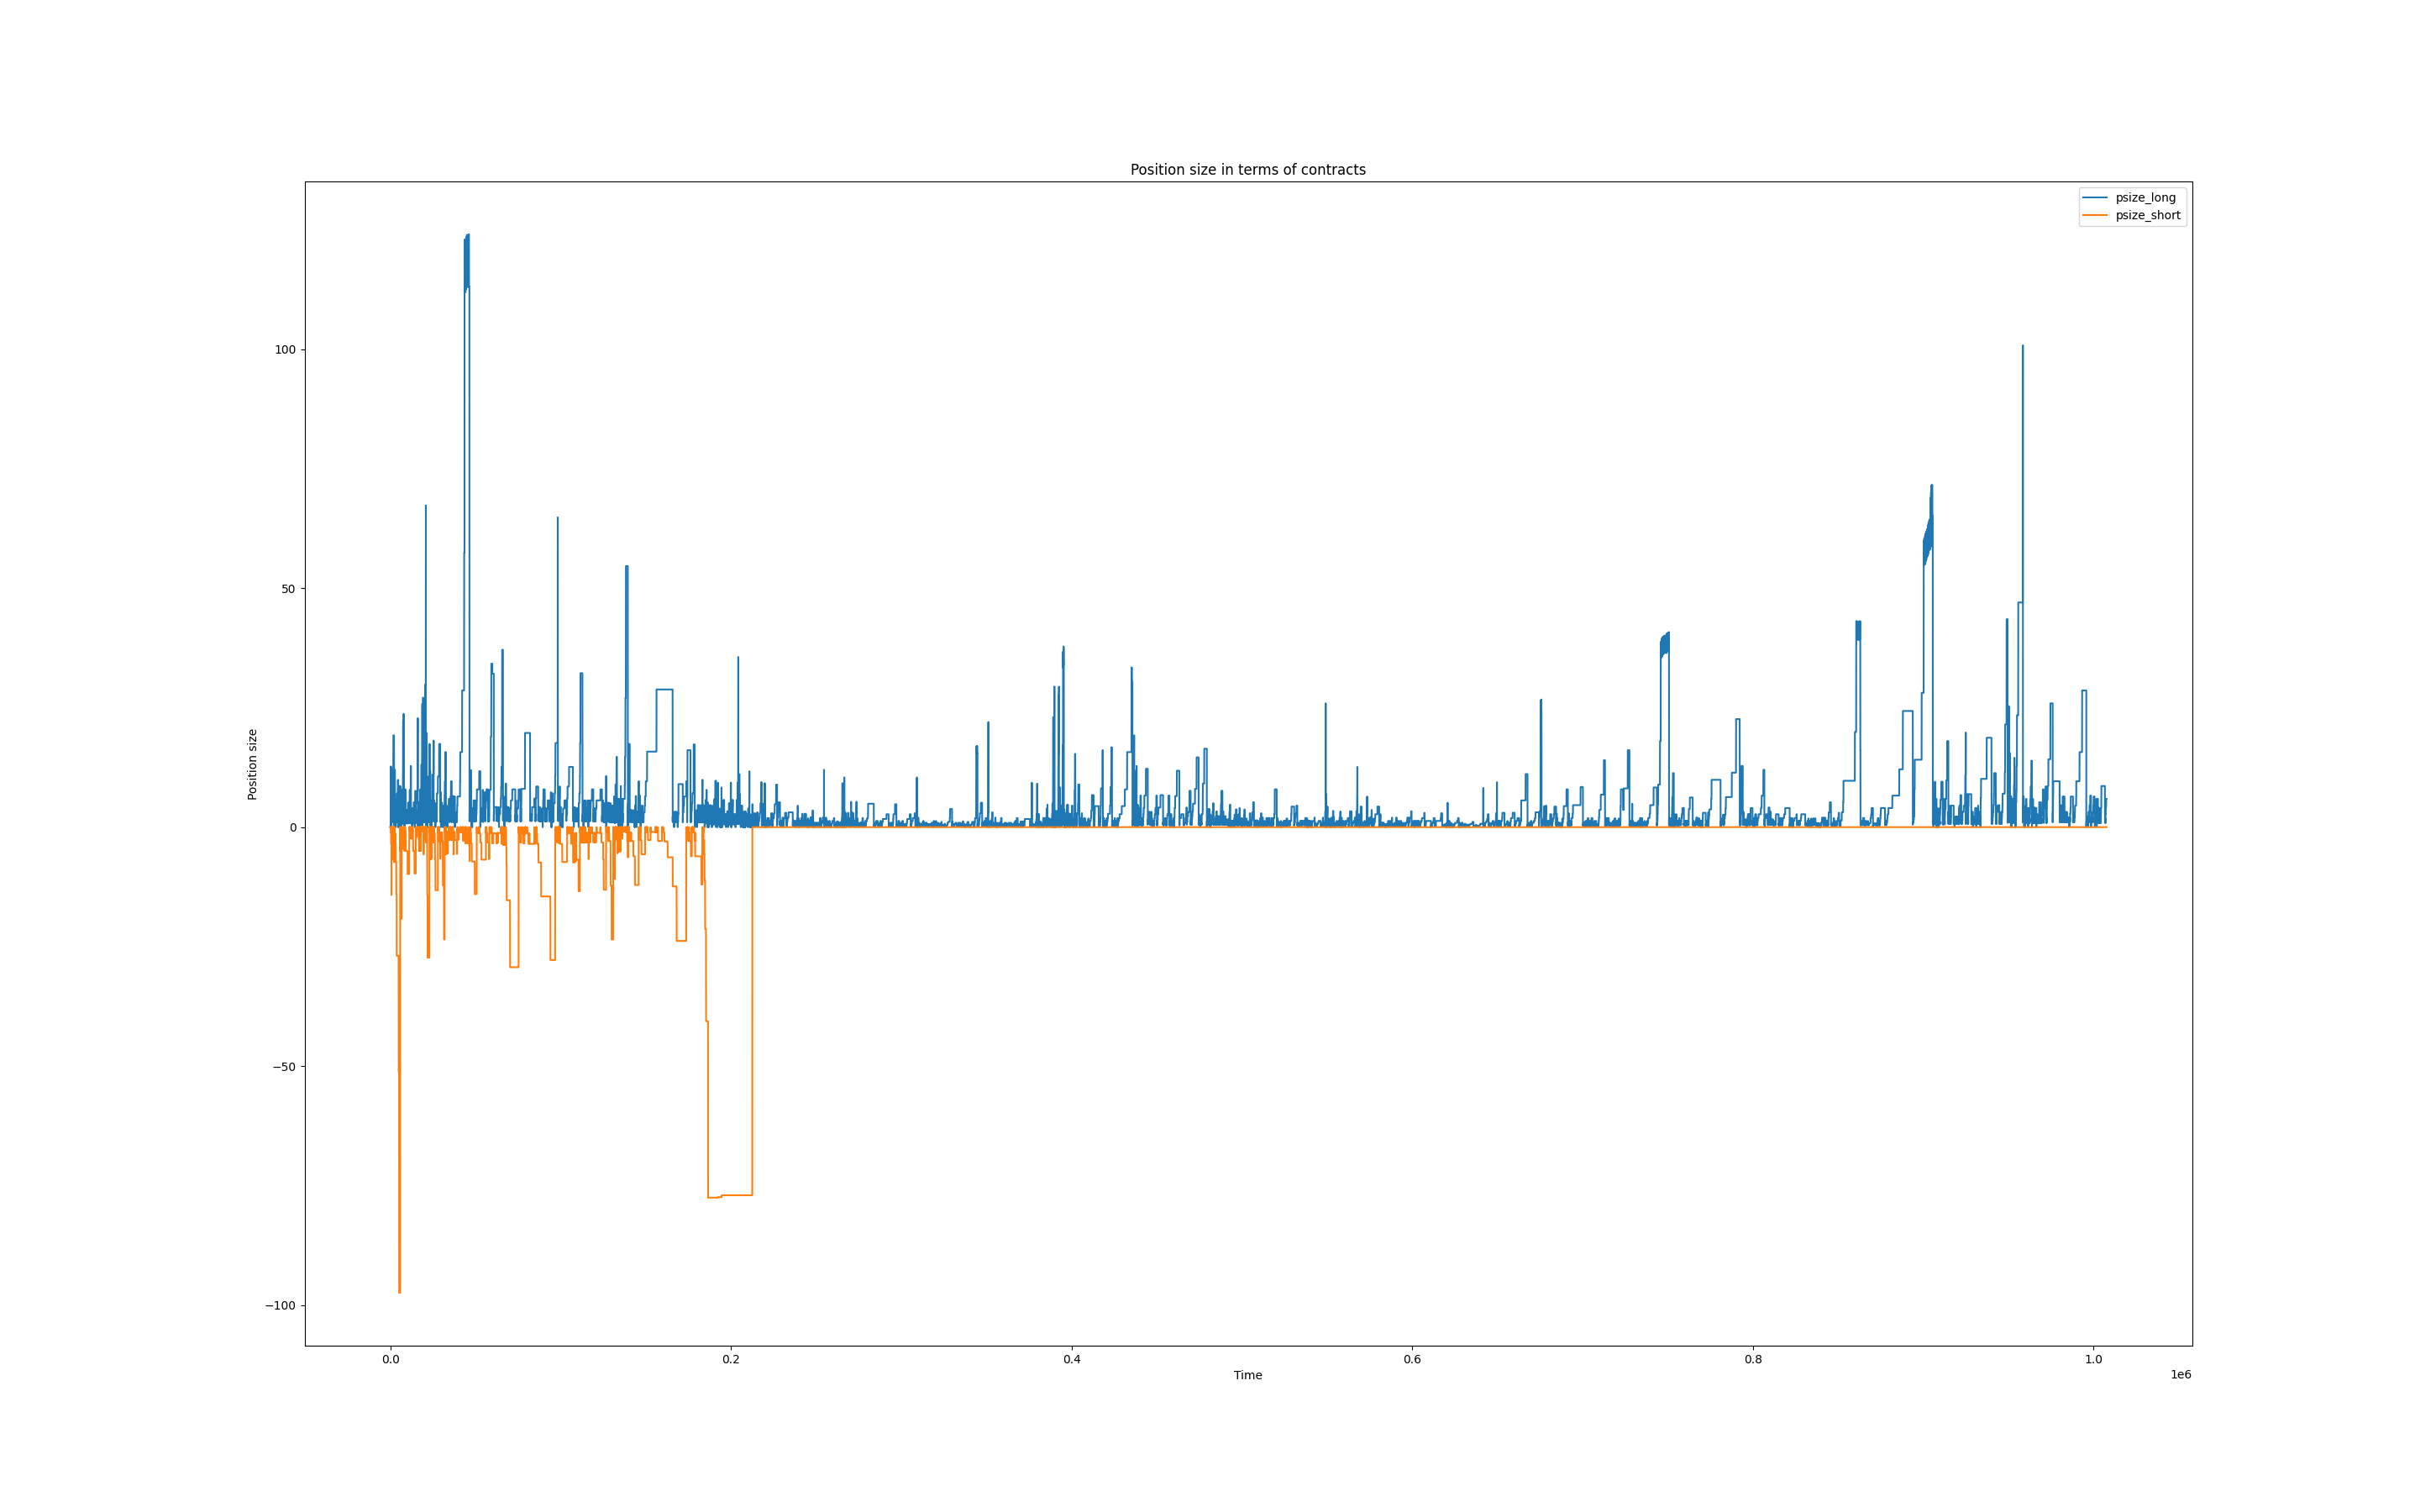 Position size in terms of contracts
psize_long
psize_short
Position size
100
50
0
−50
−100
0.0
0.2
0.4
0.6
0.8
1.0
1e6
Time